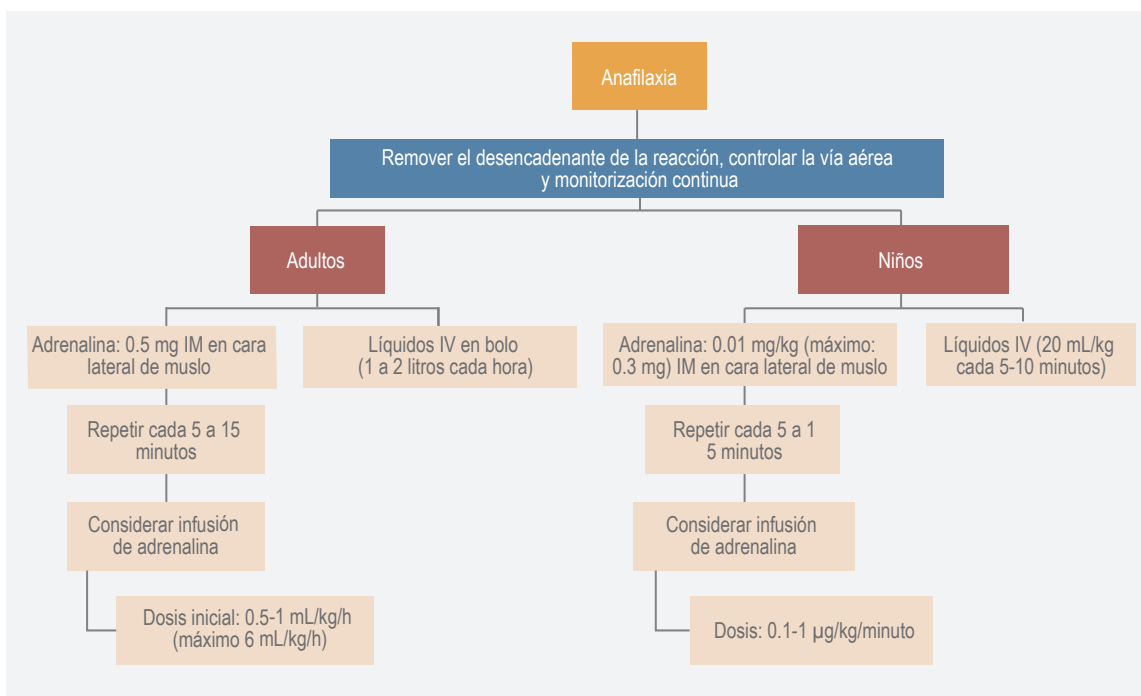 Anafilaxia
Remover el desencadenante de la reacción, controlar la vía aérea
y monitorización continua
Adultos
Niños
Adrenalina: 0.5 mg IM en cara
lateral de muslo
Líquidos IV en bolo
(1 a 2 litros cada hora)
Adrenalina: 0.01 mg/kg (máximo:
0.3 mg) IM en cara lateral de muslo
Líquidos IV (20 mL/kg
cada 5-10 minutos)
Repetir cada 5 a 15
minutos
Repetir cada 5 a 1
5 minutos
Considerar infusión
de adrenalina
Considerar infusión
de adrenalina
Dosis inicial: 0.5-1 mL/kg/h
(máximo 6 mL/kg/h)
Dosis: 0.1-1 µg/kg/minuto